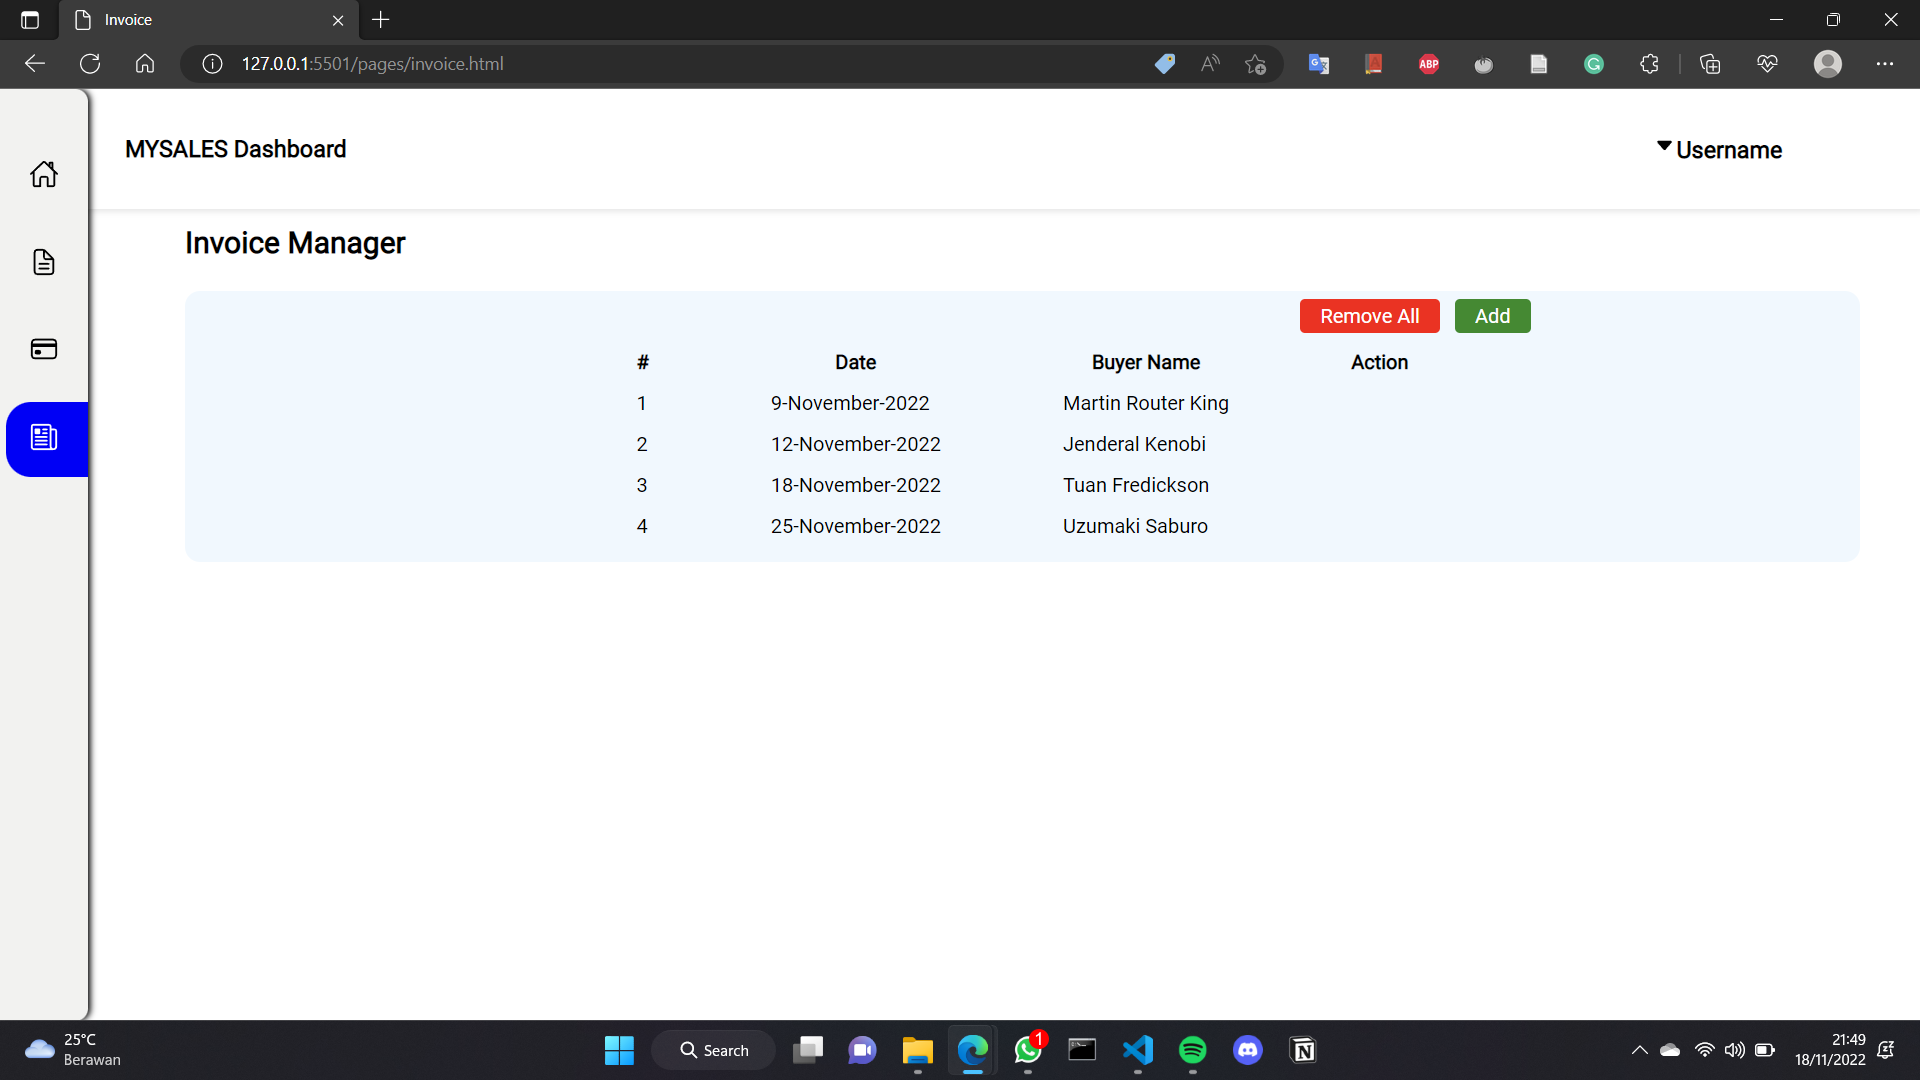 Invoice
127.0.0.1:5501/pages/invoice.html
ABP
MYSALES Dashboard
Username
Invoice Manager
Remove All
Add
# Date Buyer Name Action
1 9-November-2022 Martin Router King
2 12-November-2022 Jenderal Kenobi
3 18-November-2022 Tuan Fredickson
4 25-November-2022 Uzumaki Saburo
25°C
Berawan
Search
1
21:49
18/11/2022